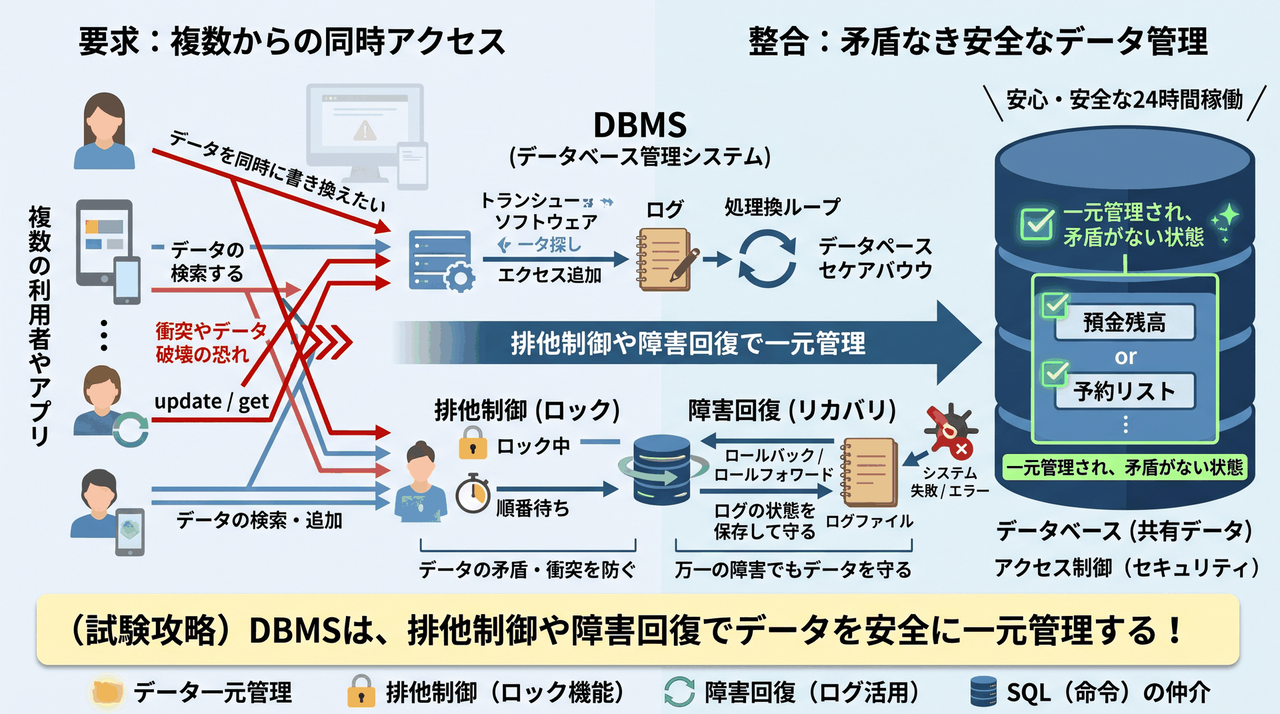 要求：複数からの同時アクセス
整合：矛盾なき安全なデータ管理
安心・安全な24時間稼働
DBMS
(データベース管理システム)
データを同時に書き換えたい
複数の利用者やアプリ
データの
検索する
衝突やデータ
破壊の恐れ
update / get
データの検索・追加
トランシュー
ソフトウェア
ータ探し
エクセス追加
ログ
処理換ループ
データペース
セケアバウウ
排他制御や障害回復で一元管理
排他制御 (ロック)
ロック中
順番待ち
データの矛盾・衝突を防ぐ
障害回復 (リカバリ)
ロールバック /
ロールフォワード
ログの状態を
保存して守る
ログファイル
システム
失敗 / エラー
万一の障害でもデータを守る
一元管理され、
矛盾がない状態
預金残高
or
予約リスト
⋮
一元管理され、矛盾がない状態
データベース (共有データ)
アクセス制御（セキュリティ）
（試験攻略）DBMSは、排他制御や障害回復でデータを安全に一元管理する！
データ一元管理
排他制御（ロック機能）
障害回復（ログ活用）
SQL（命令）の仲介